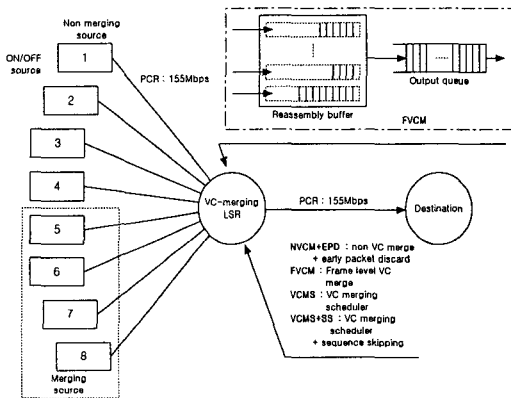 Non merging
source
ON/OFF
source
1
PCR : 155Mbps
2
3
4
5
6
7
8
Merging
source
Reassembly buffer
Output queue
FVCM
VC-merging
LSR
PCR : 155Mbps
Destination
NVCM+EPD : non VC merge
+ early packet discard
FVCM : Frame level VC
merge
VCMS : VC merging
scheduler
VCMS+SS : VC merging
scheduler
+ sequence skipping